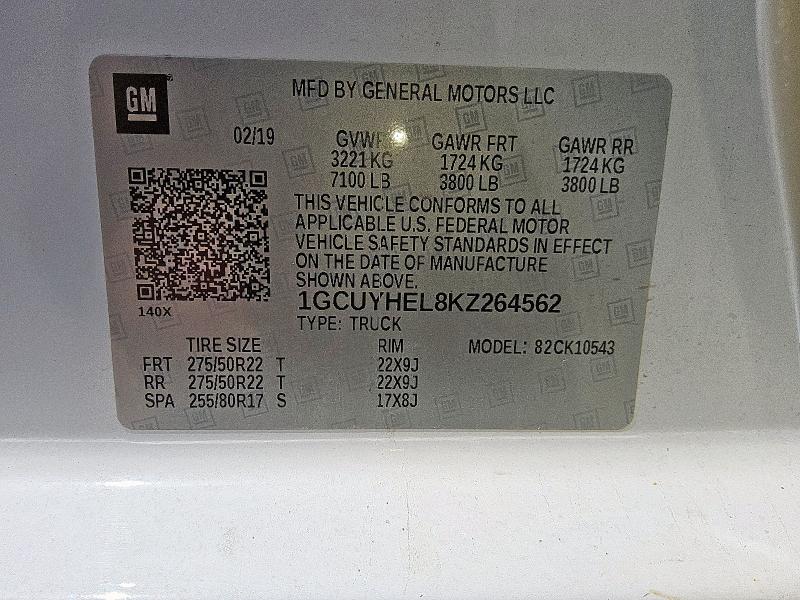 GM
MFD BY GENERAL MOTORS LLC
02/19
GVWR GAWR FRT GAWR RR
3221 KG 1724 KG 1724 KG
7100 LB 3800 LB 3800 LB
THIS VEHICLE CONFORMS TO ALL
APPLICABLE U.S. FEDERAL MOTOR
VEHICLE SAFETY STANDARDS IN EFFECT
ON THE DATE OF MANUFACTURE
SHOWN ABOVE.
1GCUYHEL8KZ264562
140X
TYPE: TRUCK
TIRE SIZE RIM MODEL: 82CK10543
FRT 275/50R22 T 22X9J
RR 275/50R22 T 22X9J
SPA 255/80R17 S 17X8J